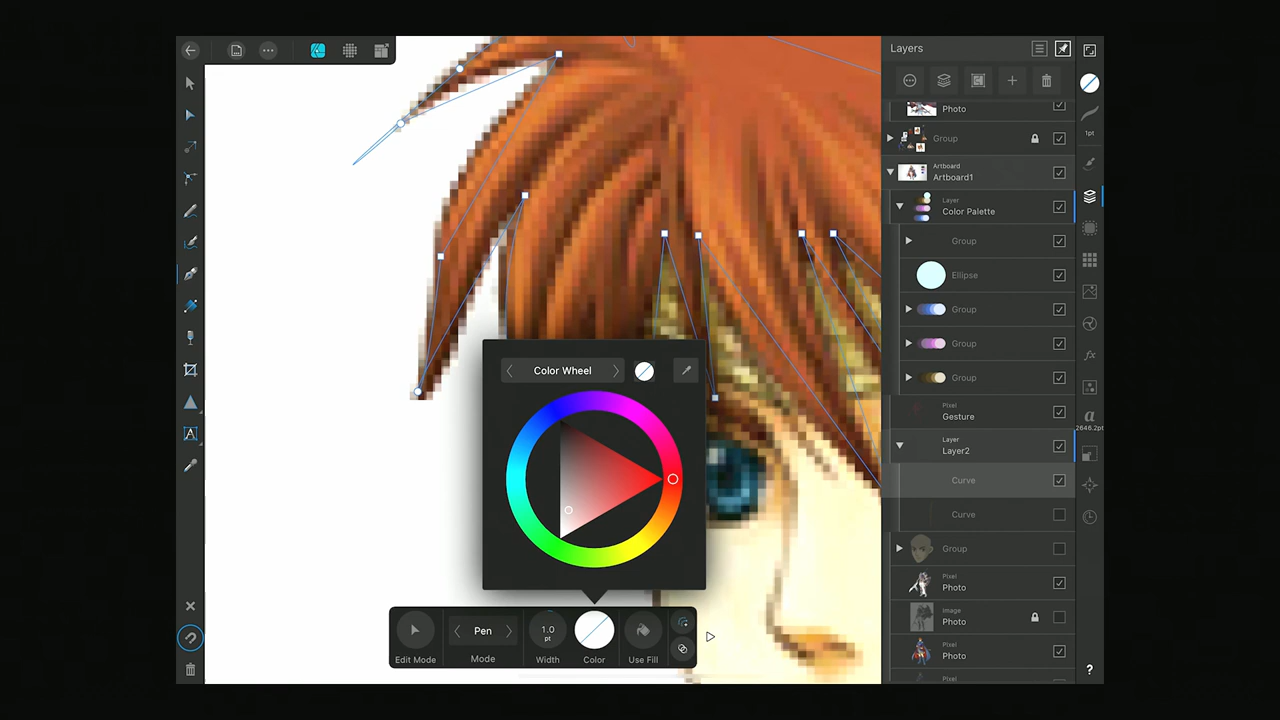 Layers
Photo
1pt
Group
Artboard
Artboard1
Layer
Color Palette
Group
Ellipse
Group
Group
Group
Pixel
Gesture
Layer
Layer2
Curve
Curve
Group
Pixel
Photo
Image
Photo
Pixel
Photo
Pixel
fx
a
2646.2pt
?
Color Wheel
1.0
pt
Pen
Edit Mode
Mode
Width
Color
Use Fill
A